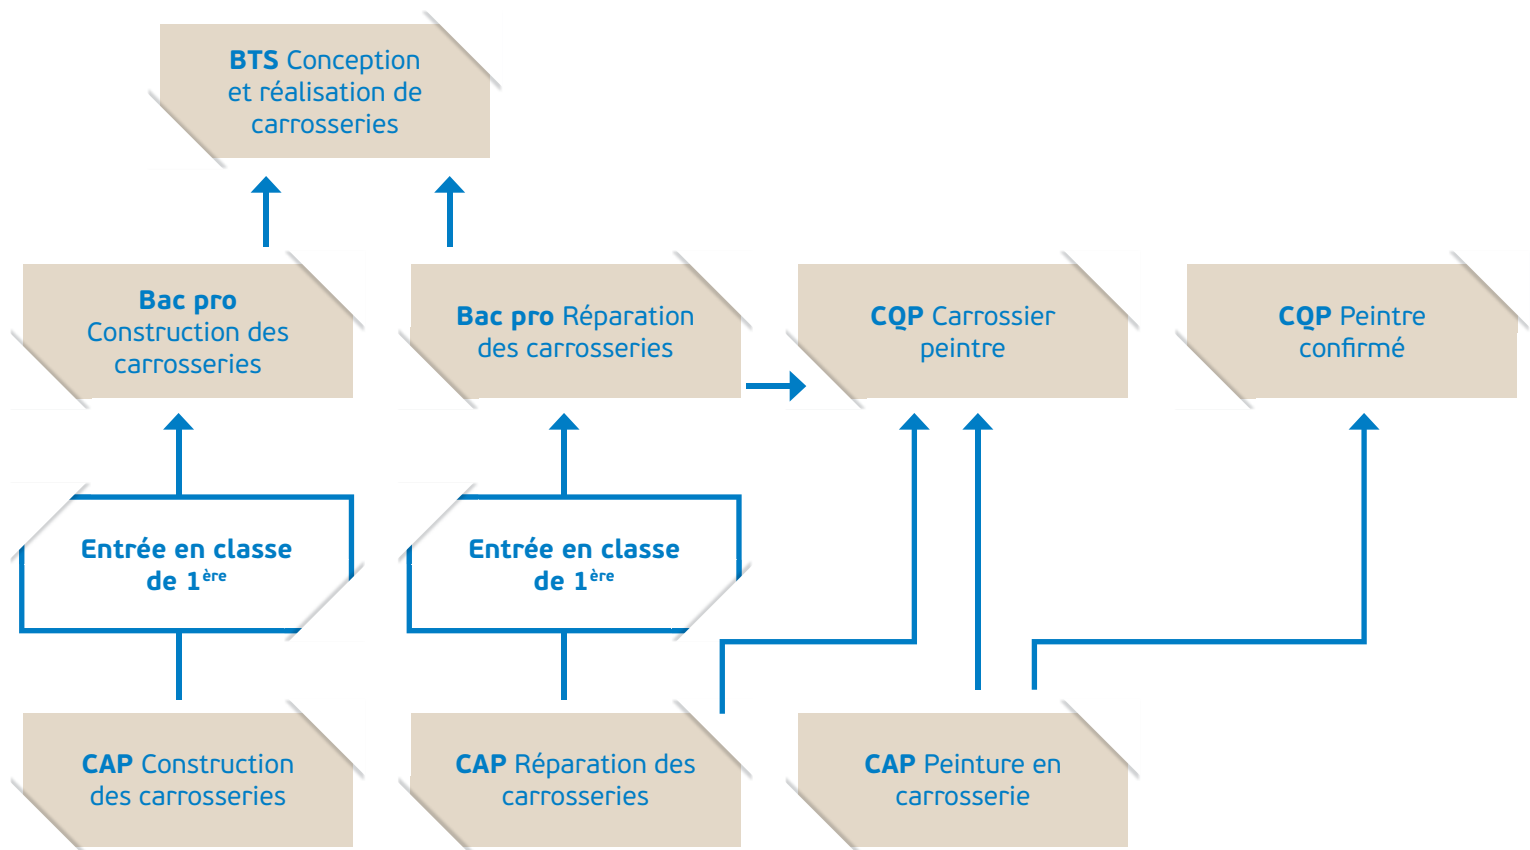 BTS Conception
et réalisation de
carrosseries
Bac pro
Construction des
carrosseries
Bac pro Réparation
des carrosseries
CQP Carrossier
peintre
CQP Peintre
confirmé
Entrée en classe
de 1ère
Entrée en classe
de 1ère
CAP Construction
des carrosseries
CAP Réparation des
carrosseries
CAP Peinture en
carrosserie